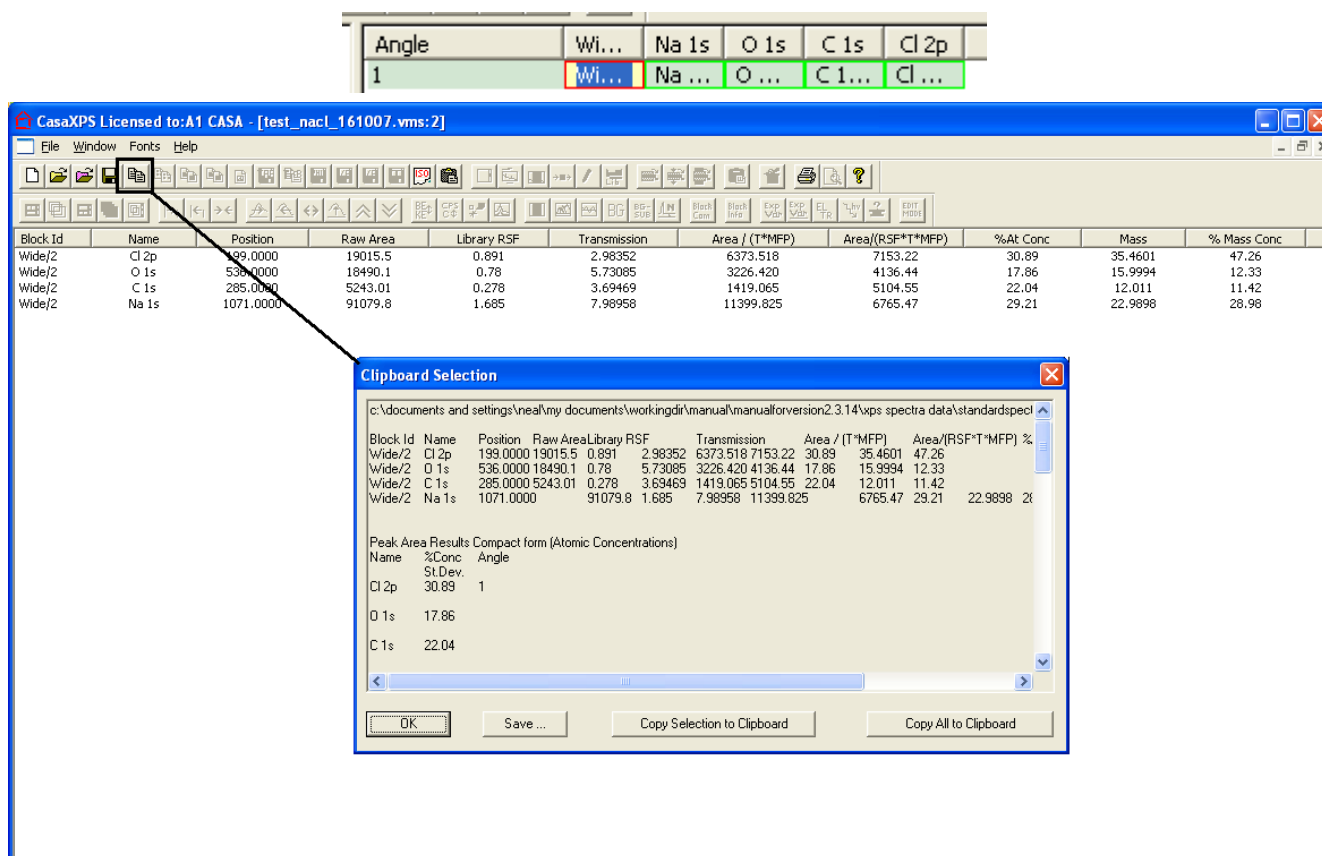 Angle Wi... Na 1s O 1s C 1s Cl 2p
1 Wi... Na ... O ... C 1... Cl ...
CasaXPS Licensed to:A1 CASA - [test_nacl_161007.vms:2]
File Window Fonts Help
Block Id Name Position Raw Area Library RSF Transmission Area / (T*MFP) Area/(RSF*T*MFP) %At Conc Mass % Mass Conc
Wide/2 Cl 2p 199.0000 19015.5 0.891 2.98352 6373.518 7153.22 30.89 35.4601 47.26
Wide/2 O 1s 536.0000 18490.1 0.78 5.73085 3226.420 4136.44 17.86 15.9994 12.33
Wide/2 C 1s 285.0000 5243.01 0.278 3.69469 1419.065 5104.55 22.04 12.011 11.42
Wide/2 Na 1s 1071.0000 91079.8 1.685 7.98958 11399.825 6765.47 29.21 22.9898 28.98
Clipboard Selection
c:\documents and settings\neal\my documents\workingdir\manual\manualforversion2.3.14\xps spectra data\standardspect
Block Id Name Position Raw Area Library RSF Transmission Area / (T*MFP) Area/(RSF*T*MFP) %
Wide/2 Cl 2p 199.0000 19015.5 0.891 2.98352 6373.518 7153.22 30.89 35.4601 47.26
Wide/2 O 1s 536.0000 18490.1 0.78 5.73085 3226.420 4136.44 17.86 15.9994 12.33
Wide/2 C 1s 285.0000 5243.01 0.278 3.69469 1419.065 5104.55 22.04 12.011 11.42
Wide/2 Na 1s 1071.0000 91079.8 1.685 7.98958 11399.825 6765.47 29.21 22.9898
Peak Area Results Compact form (Atomic Concentrations)
Name %Conc Angle
St.Dev.
Cl 2p 30.89 1
O 1s 17.86
C 1s 22.04
OK Save ... Copy Selection to Clipboard Copy All to Clipboard